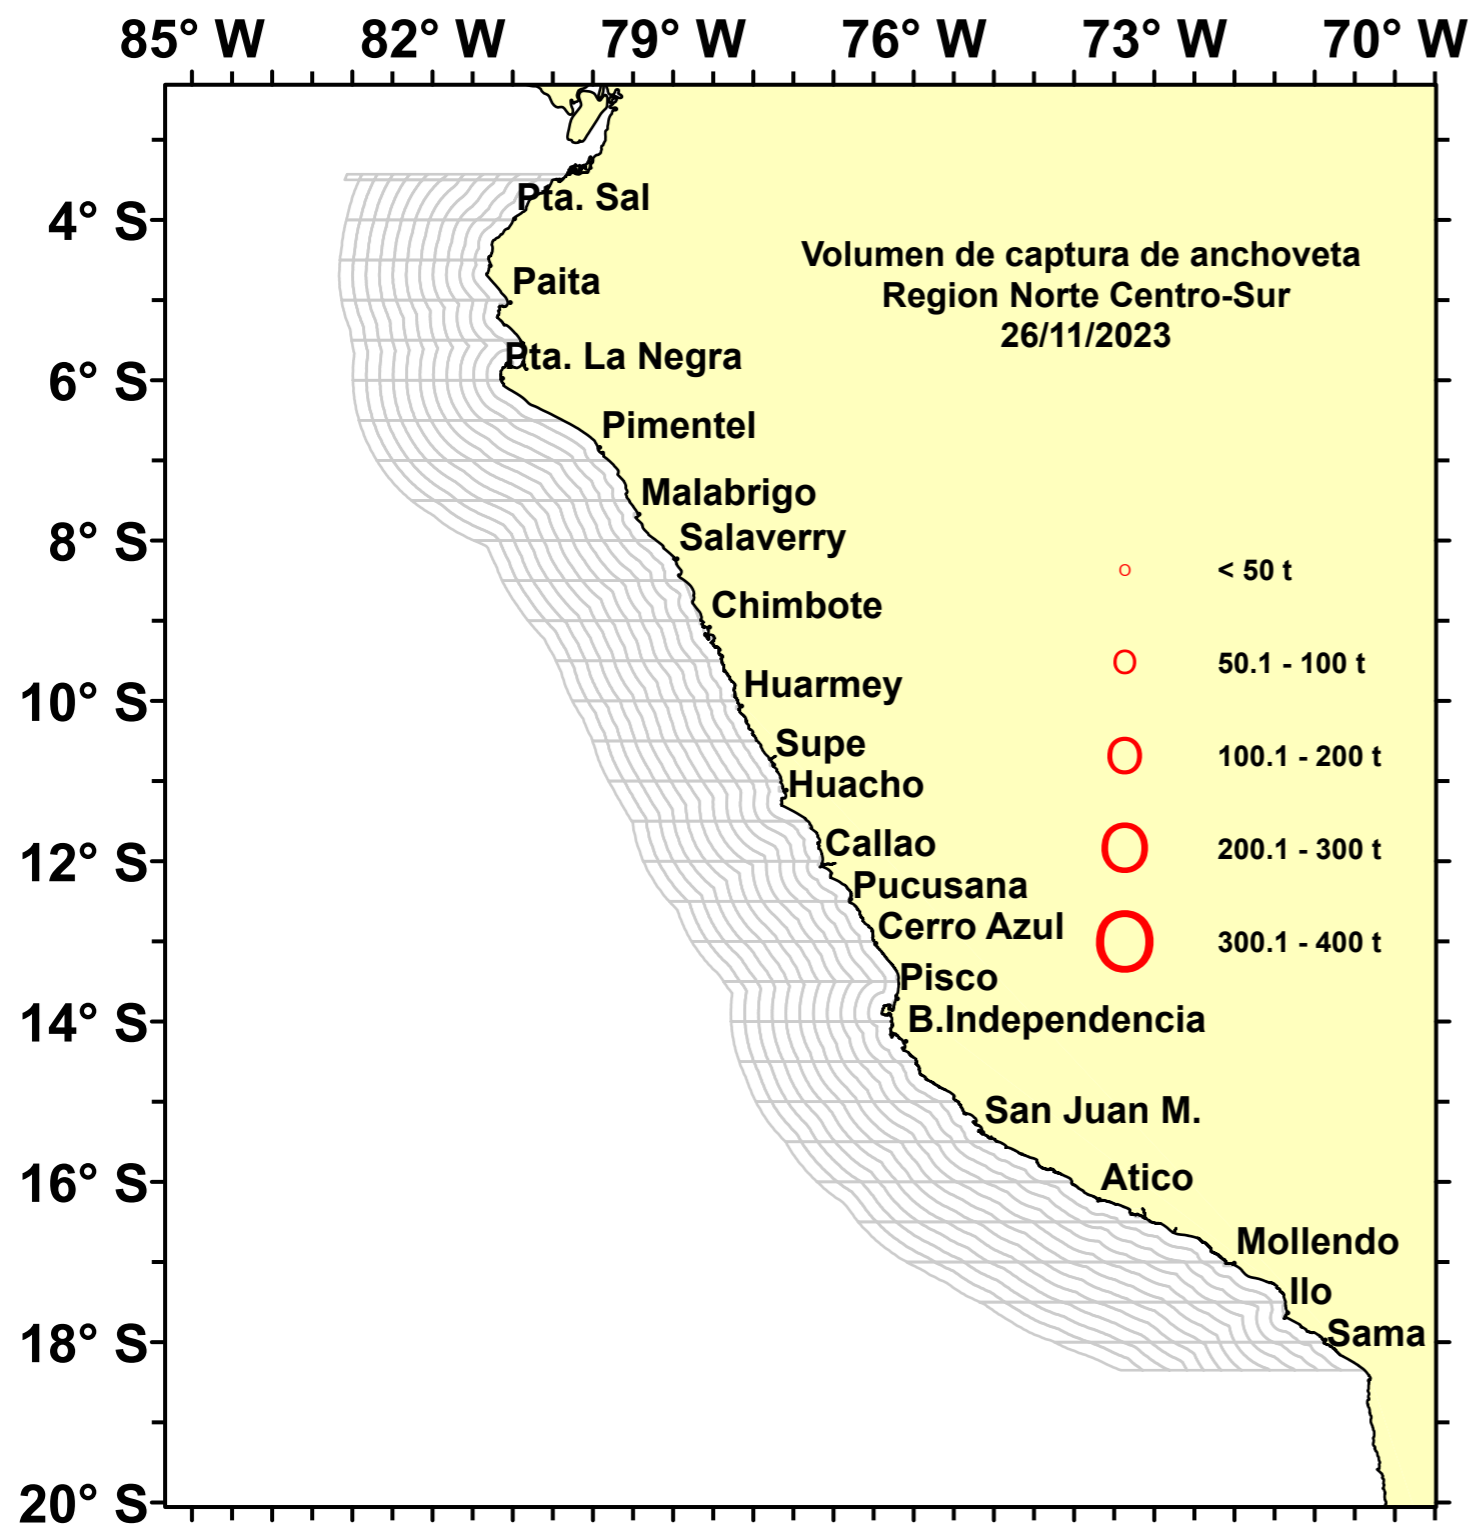 85° W 82° W 79° W 76° W 73° W 70° W
Pta. Sal
4° S
Volumen de captura de anchoveta
Region Norte Centro-Sur
26/11/2023
Paita
Pta. La Negra
6° S
Pimentel
Malabrigo
8° S
Salaverry
< 50 t
Chimbote
50.1 - 100 t
Huarmey
10° S
Supe
100.1 - 200 t
Huacho
Callao
200.1 - 300 t
12° S
Pucusana
Cerro Azul
300.1 - 400 t
Pisco
14° S
B.Independencia
San Juan M.
16° S
Atico
Mollendo
Ilo
18° S
Sama
20° S